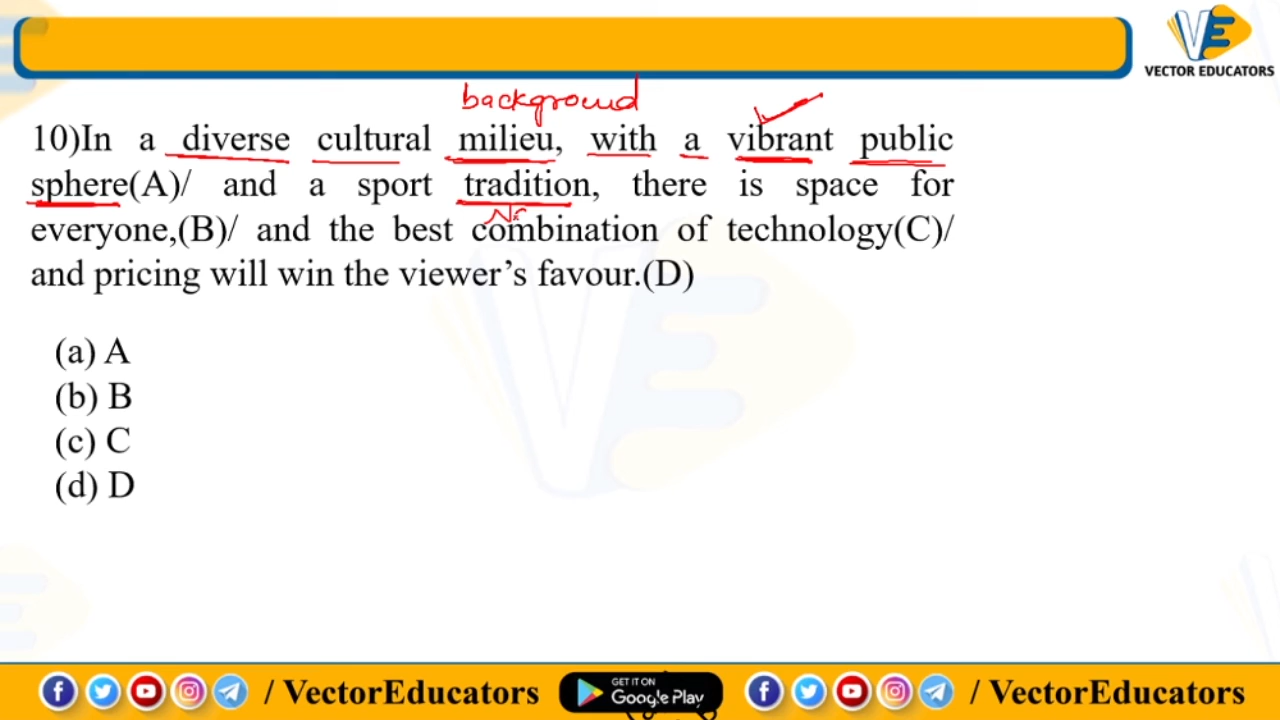 VE
VECTOR EDUCATORS
background
10)In a diverse cultural milieu, with a vibrant public
sphere(A)/ and a sport tradition, there is space for
everyone,(B)/ and the best combination of technology(C)/
and pricing will win the viewer’s favour.(D)
(a) A
(b) B
(c) C
(d) D
/ VectorEducators GET IT ON Google Play / VectorEducators